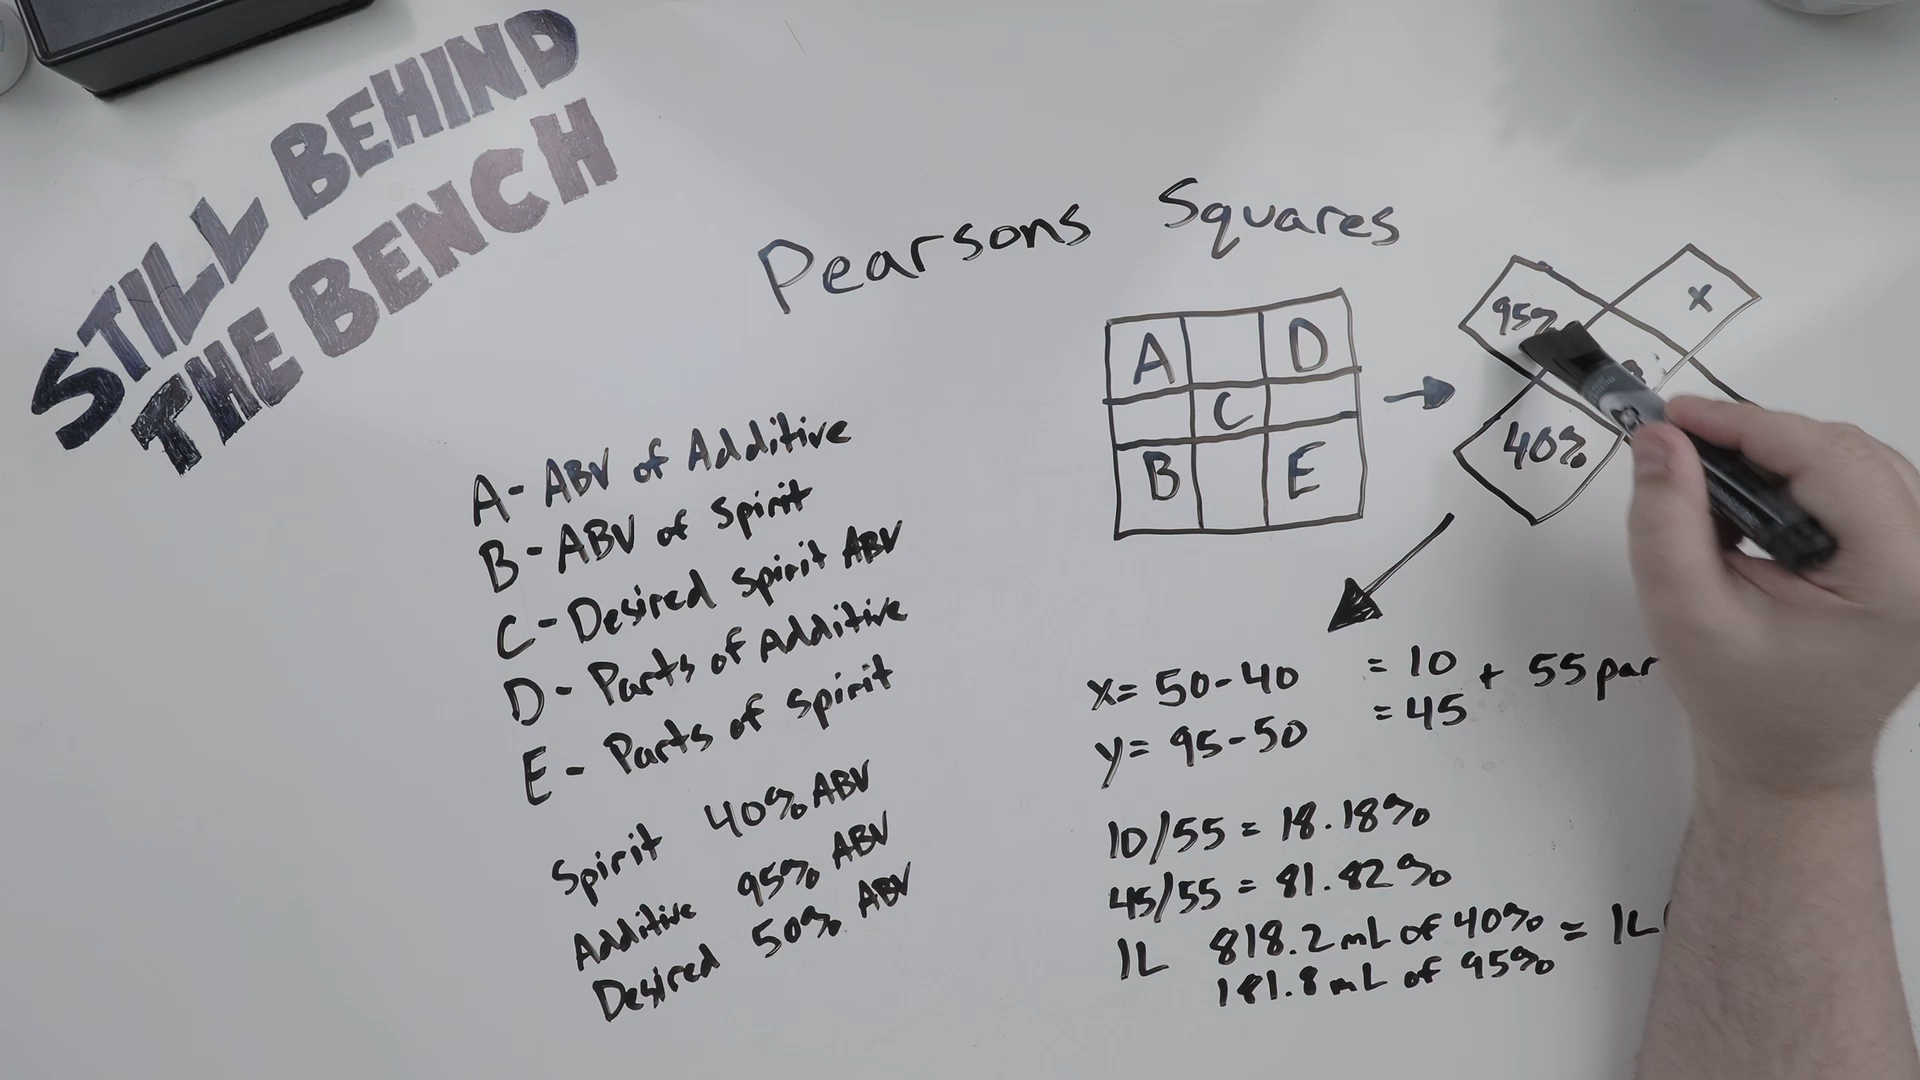 STILL BEHIND
THE BENCH
Pearsons Squares
A D
C
B E
95%
x
40%
A- ABV of Additive
B- ABV of Spirit
C- Desired Spirit ABV
D- Parts of Additive
E- Parts of Spirit
Spirit 40% ABV
Additive 95% ABV
Desired 50% ABV
x= 50-40 = 10 + 55 par
y= 95-50 = 45
10/55 = 18.18%
45/55 = 81.82%
1L 818.2 mL of 40% = 1L
181.8 mL of 95%